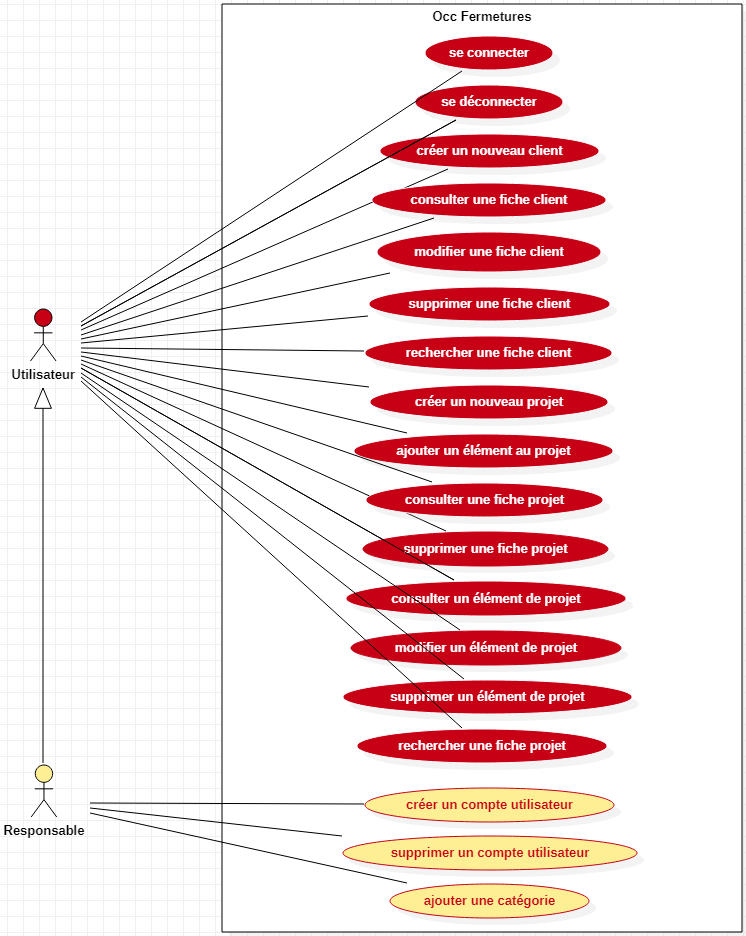 Occ Fermetures
se connecter
se déconnecter
créer un nouveau client
consulter une fiche client
modifier une fiche client
supprimer une fiche client
rechercher une fiche client
Utilisateur
créer un nouveau projet
ajouter un élément au projet
consulter une fiche projet
supprimer une fiche projet
consulter un élément de projet
modifier un élément de projet
supprimer un élément de projet
rechercher une fiche projet
créer un compte utilisateur
Responsable
supprimer un compte utilisateur
ajouter une catégorie